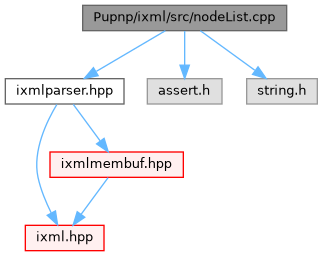 Pupnp/ixml/src/nodeList.cpp
ixmlparser.hpp
assert.h
string.h
ixmlmembuf.hpp
ixml.hpp